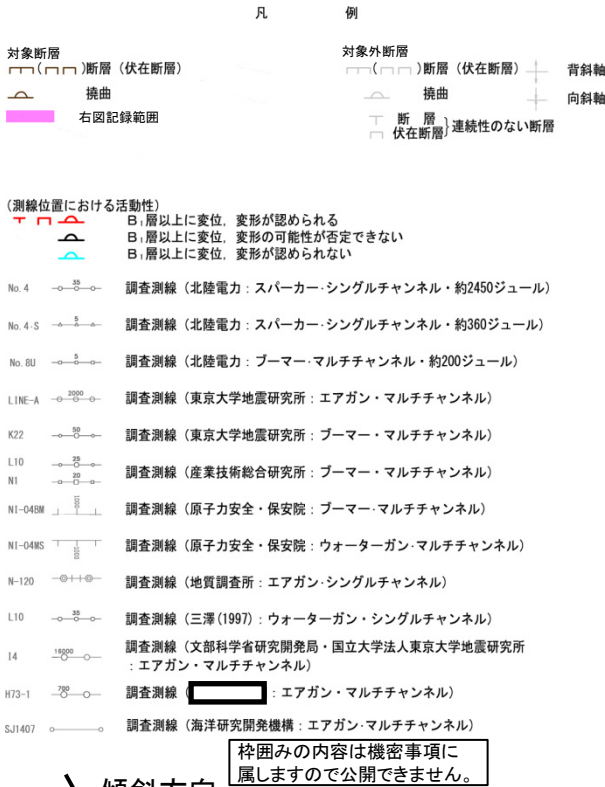 凡 例
対象断層
( )断層（伏在断層）
撓曲
右図記録範囲
対象外断層
( )断層（伏在断層）
撓曲
断 層
伏在断層}連続性のない断層
背斜軸
向斜軸
(測線位置における活動性)
B₁層以上に変位，変形が認められる
B₁層以上に変位，変形の可能性が否定できない
B₁層以上に変位，変形が認められない
No.4 35 調査測線（北陸電力：スパーカー・シングルチャンネル・約2450ジュール）
No.4-S 5 調査測線（北陸電力：スパーカー・シングルチャンネル・約360ジュール）
No.8U 5 調査測線（北陸電力：ブーマー・マルチチャンネル・約200ジュール）
LINE-A 2000 調査測線（東京大学地震研究所：エアガン・マルチチャンネル）
K22 50 調査測線（東京大学地震研究所：ブーマー・マルチチャンネル）
L10 25
N1 20 調査測線（産業技術総合研究所：ブーマー・マルチチャンネル）
NI-04BM 1000 調査測線（原子力安全・保安院：ブーマー・マルチチャンネル）
NI-04WS 調査測線（原子力安全・保安院：ウォーターガン・マルチチャンネル）
N-120 調査測線（地質調査所：エアガン・シングルチャンネル）
L10 35 調査測線（三澤(1997)：ウォーターガン・シングルチャンネル）
I4 16000 調査測線（文部科学省研究開発局・国立大学法人東京大学地震研究所
：エアガン・マルチチャンネル）
H73-1 700 調査測線（ ：エアガン・マルチチャンネル）
SJ1407 調査測線（海洋研究開発機構：エアガン・マルチチャンネル）
枠囲みの内容は機密事項に
属しますので公開できません。
傾斜方向